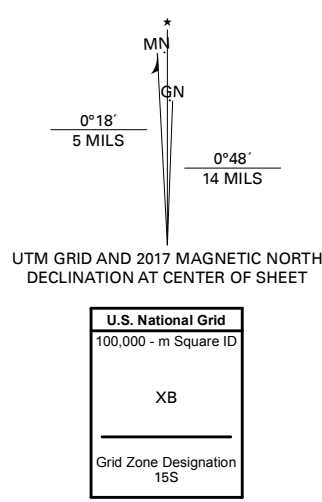 MN
GN
0°18´
5 MILS
0°48´
14 MILS
UTM GRID AND 2017 MAGNETIC NORTH
DECLINATION AT CENTER OF SHEET
U.S. National Grid
100,000 - m Square ID
XB
Grid Zone Designation
15S